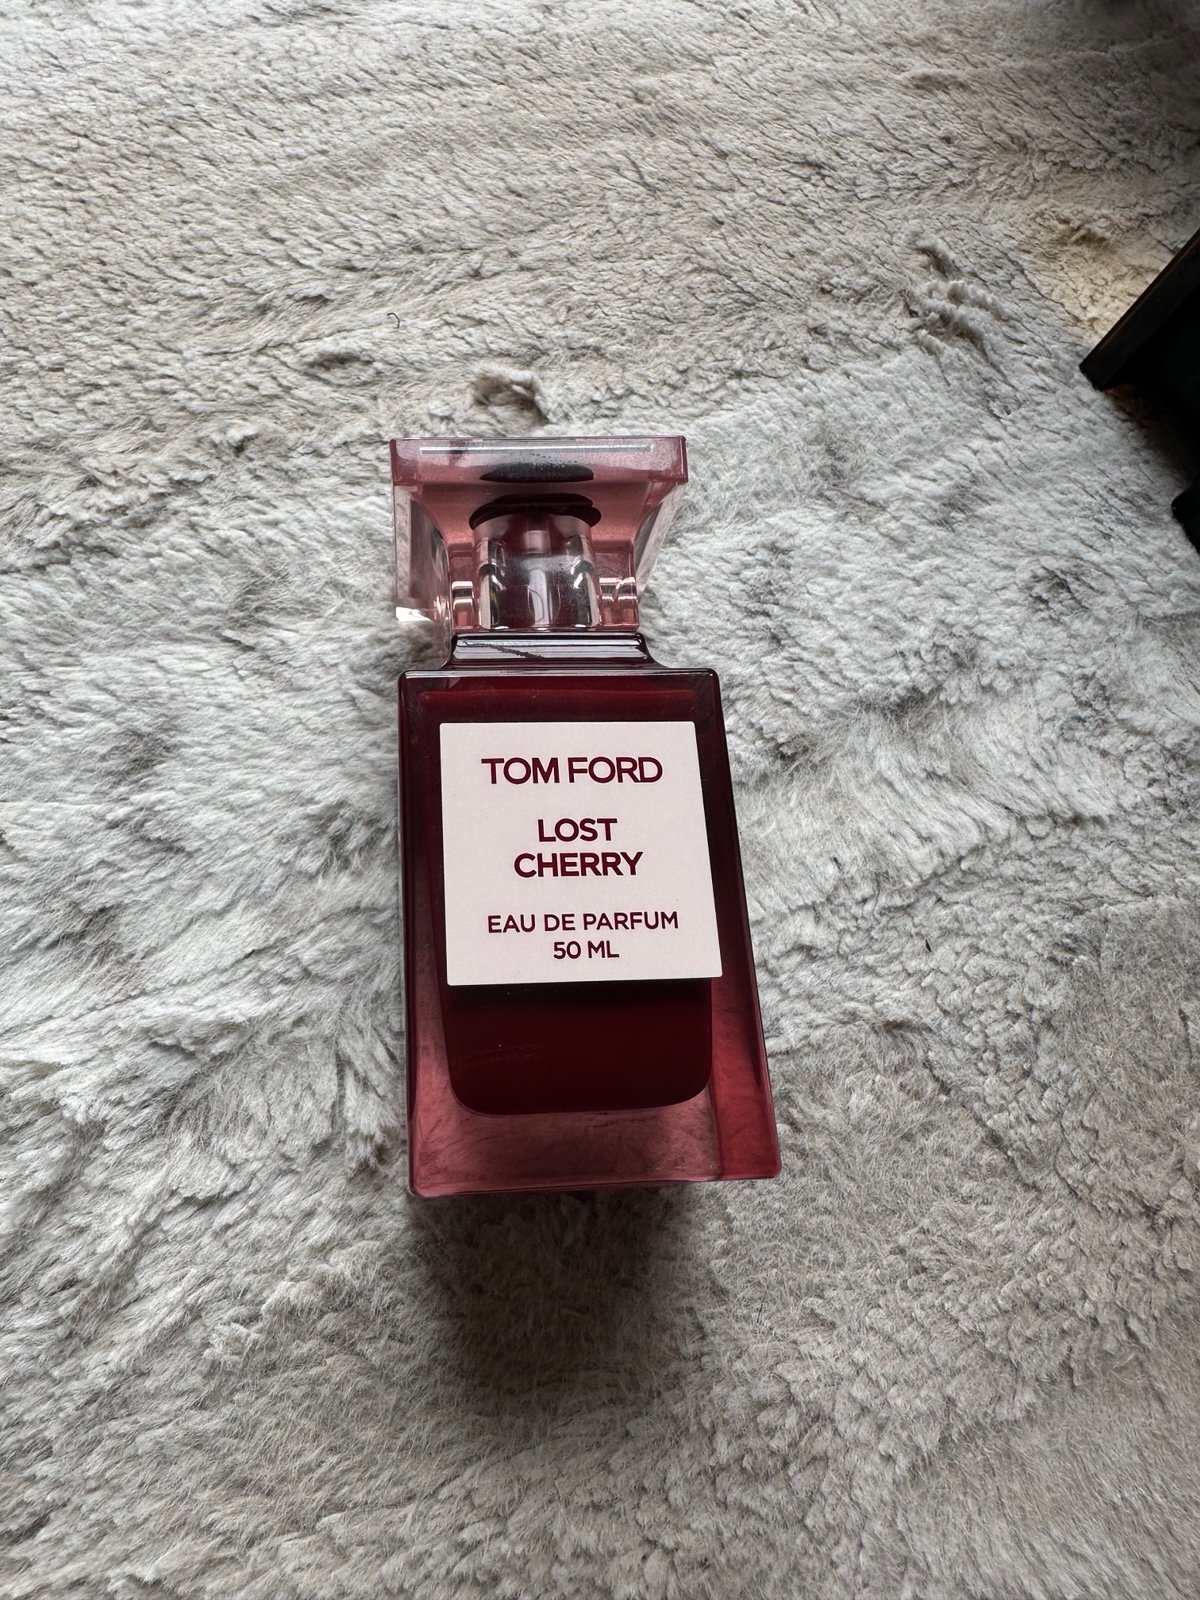 TOM FORD
LOST
CHERRY
EAU DE PARFUM
50 ML